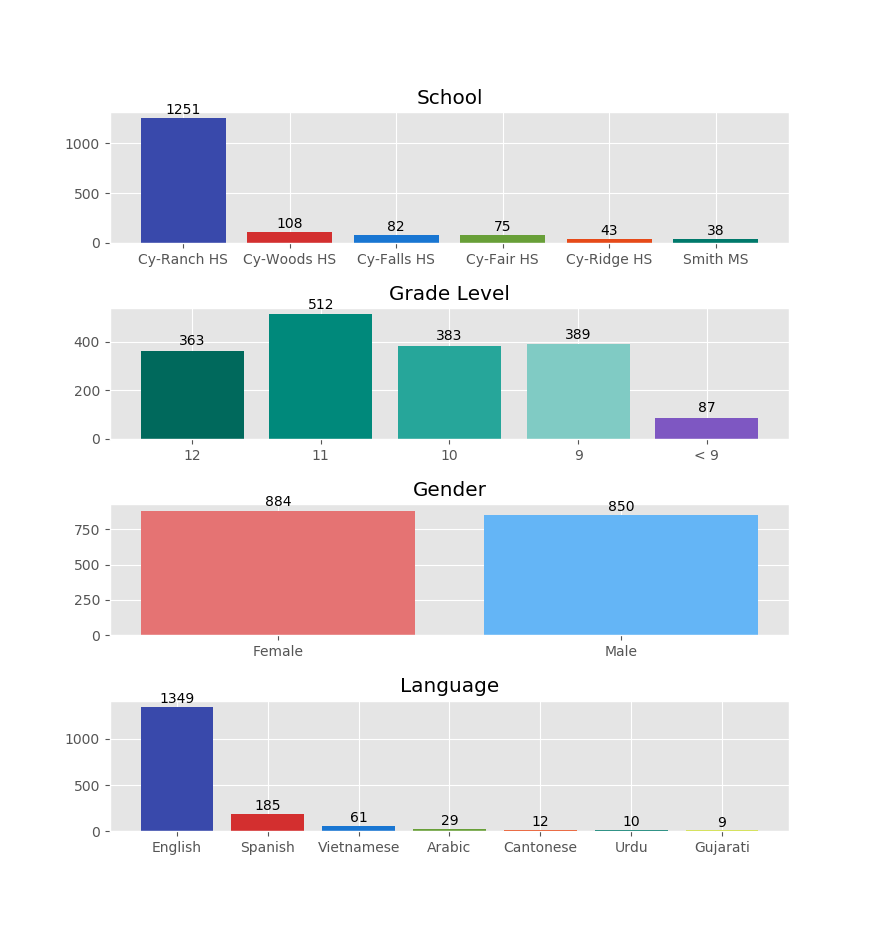 School
1251
108
82
75
43
38
1000
500
0
Cy-Ranch HS
Cy-Woods HS
Cy-Falls HS
Cy-Fair HS
Cy-Ridge HS
Smith MS
Grade Level
363
512
383
389
87
400
200
0
12
11
10
9
< 9
Gender
884
850
750
500
250
0
Female
Male
Language
1349
185
61
29
12
10
9
1000
500
0
English
Spanish
Vietnamese
Arabic
Cantonese
Urdu
Gujarati